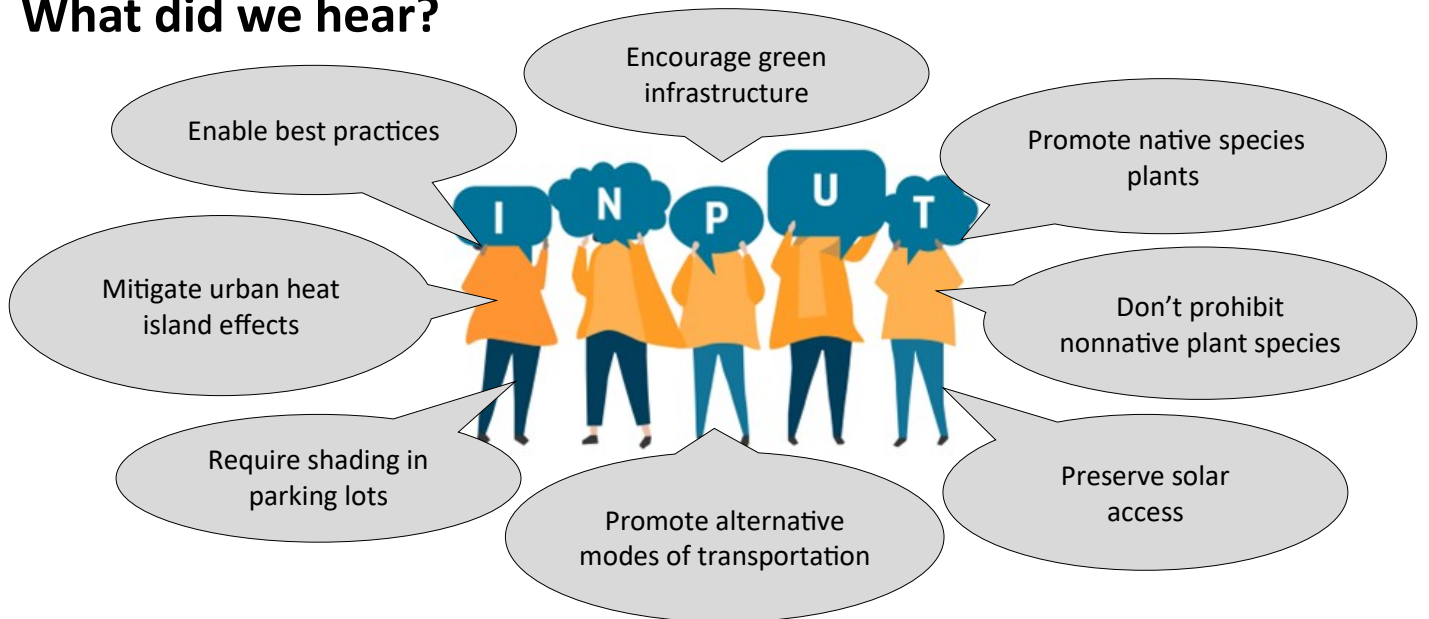 What did we hear?
Encourage green
infrastructure
Enable best practices
Promote native species
plants
I N P U T
Mitigate urban heat
island effects
Don’t prohibit
nonnative plant species
Require shading in
parking lots
Preserve solar
access
Promote alternative
modes of transportation